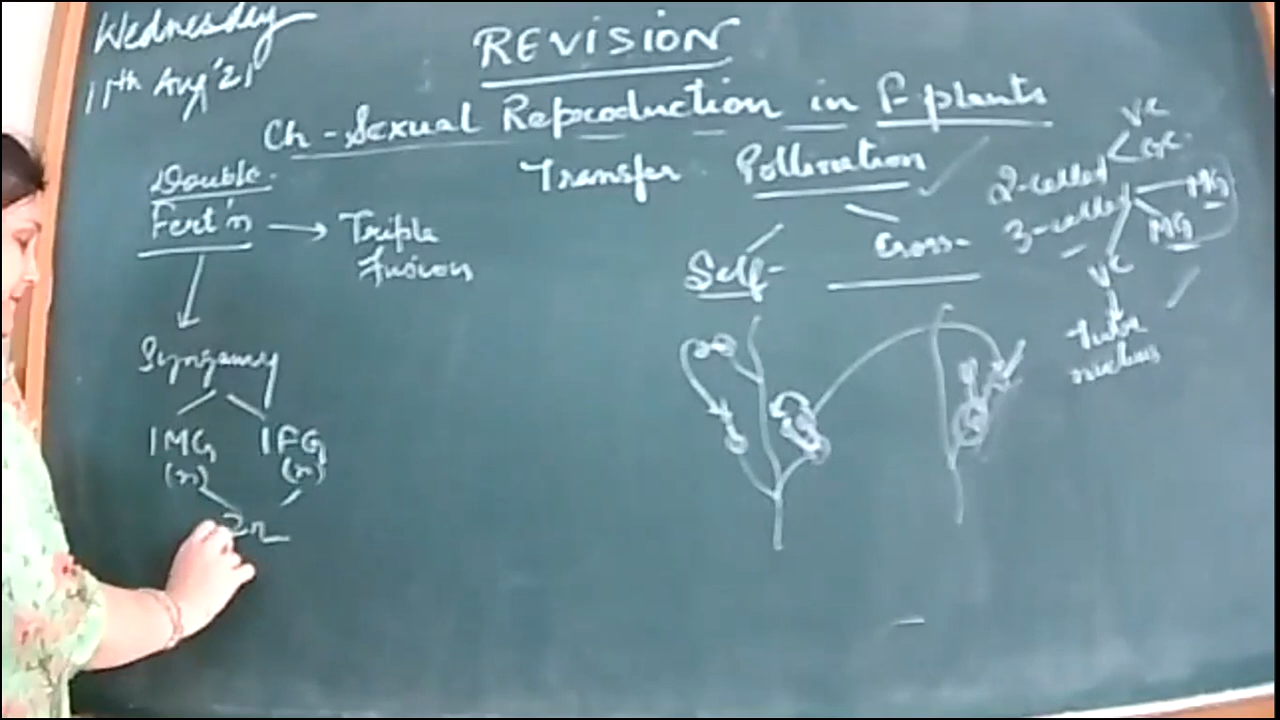 Wednesday
11th Aug'21
REVISION
Ch - Sexual Reproduction in F-plants
Double
Fert'n → Triple
fusion
Syngamy
1MG 1FG
(n) (n)
2n
Transfer Pollination
Self- Cross-
2-celled
VC
GC
3-celled
MG
MG
VC
Tube
nucleus